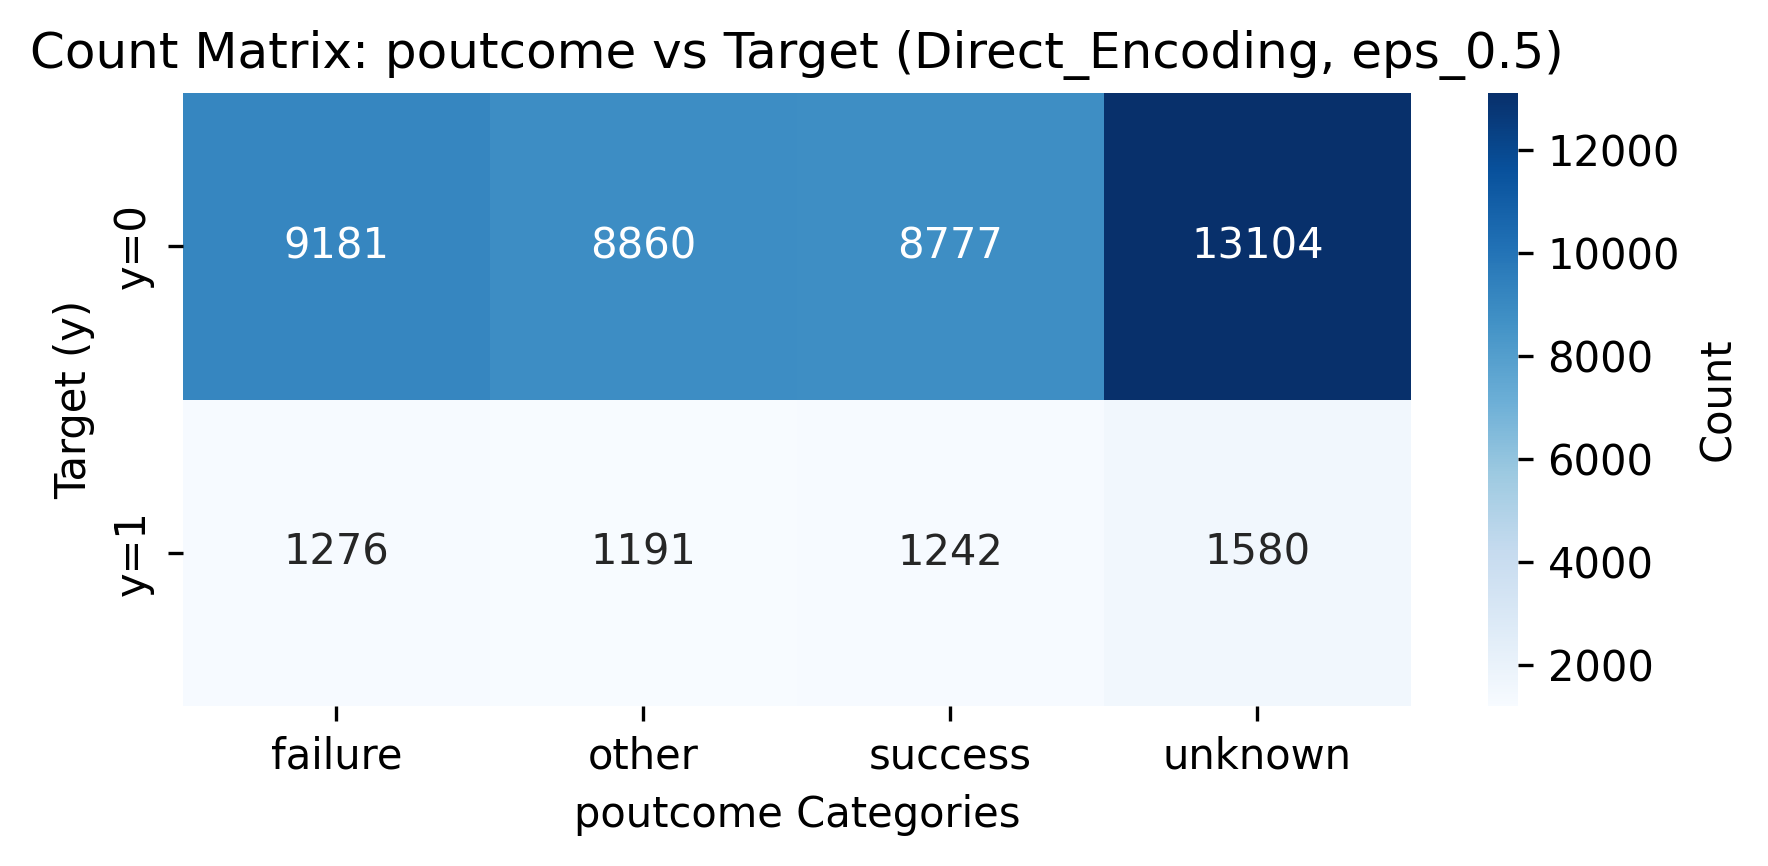 Count Matrix: poutcome vs Target (Direct_Encoding, eps_0.5)
Target (y)
y=0
9181 8860 8777 13104
y=1
1276 1191 1242 1580
failure other success unknown
poutcome Categories
12000
10000
8000
6000
4000
2000
Count